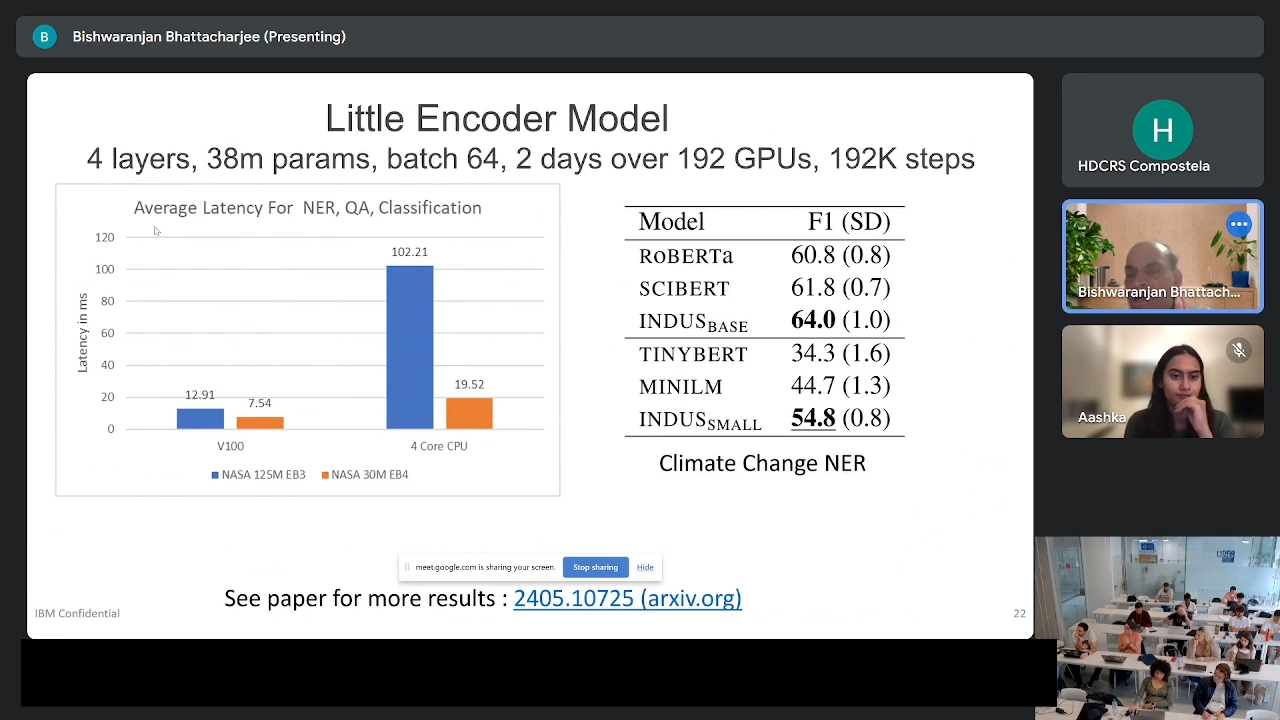 B Bishwaranjan Bhattacharjee (Presenting)
Little Encoder Model
4 layers, 38m params, batch 64, 2 days over 192 GPUs, 192K steps
Average Latency For NER, QA, Classification
Latency in ms
120
100
80
60
40
20
0
12.91
7.54
102.21
19.52
V100
4 Core CPU
NASA 125M EB3
NASA 30M EB4
Model F1 (SD)
ROBERTa 60.8 (0.8)
SCIBERT 61.8 (0.7)
INDUSBASE 64.0 (1.0)
TINYBERT 34.3 (1.6)
MINILM 44.7 (1.3)
INDUSSMALL 54.8 (0.8)
Climate Change NER
meet.google.com is sharing your screen. Stop sharing Hide
See paper for more results : 2405.10725 (arxiv.org)
IBM Confidential
22
H
HDCRS Compostela
Bishwaranjan Bhattach...
Aashka
USC